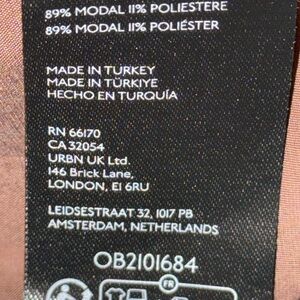 89% MODAL 11% POLIESTERE
89% MODAL 11% POLIÉSTER
MADE IN TURKEY
MADE IN TÜRKIYE
HECHO EN TURQUÍA
RN 66170
CA 32054
URBN UK Ltd.
146 Brick Lane,
LONDON, E1 6RU
LEIDSESTRAAT 32, 1017 PB
AMSTERDAM, NETHERLANDS
OB2101684
FR